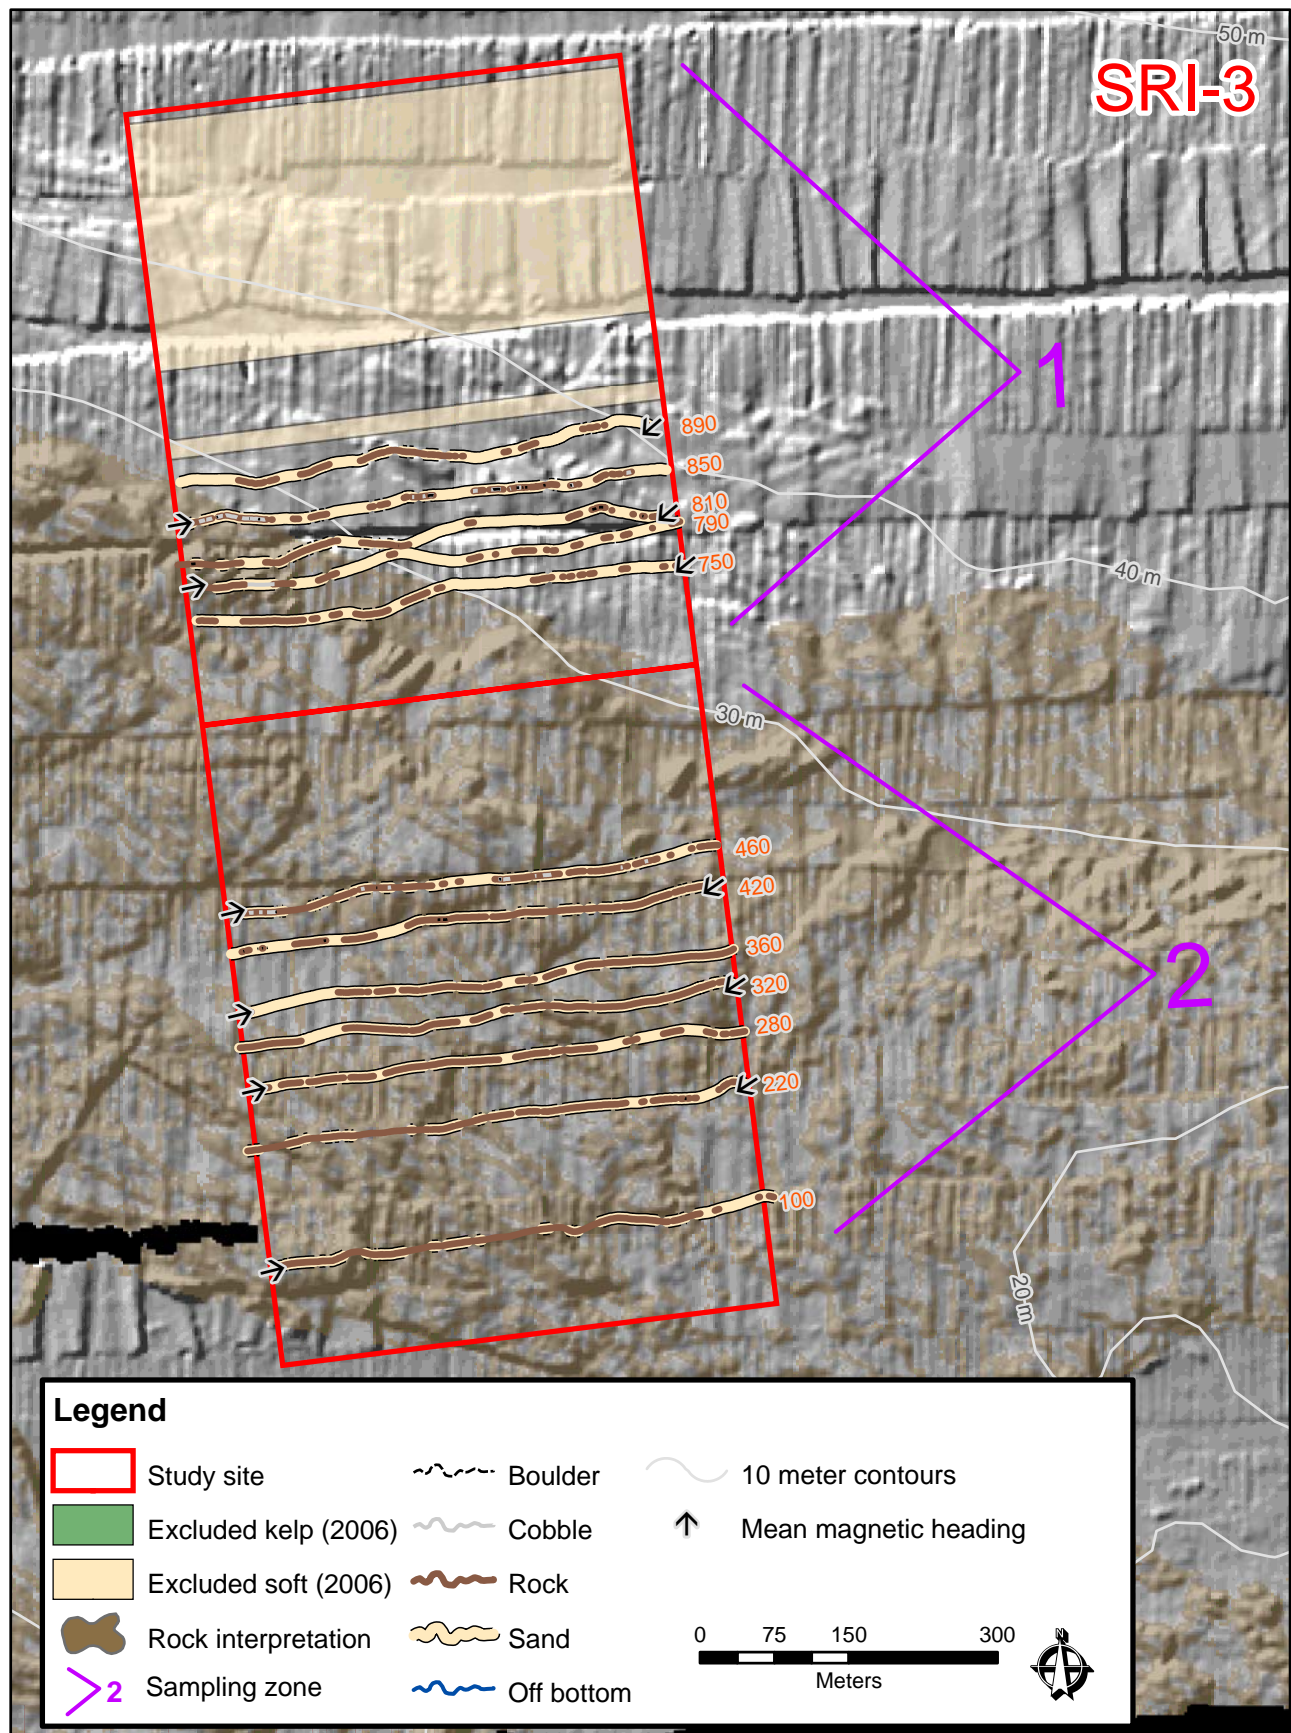 50 m
SRI-3
1
890
850
810
790
750
40 m
30 m
460
420
2
360
320
280
220
100
20 m
Legend
Study site
Excluded kelp (2006)
Excluded soft (2006)
Rock interpretation
2 Sampling zone
Boulder
Cobble
Rock
Sand
Off bottom
10 meter contours
Mean magnetic heading
0 75 150 300
Meters
N